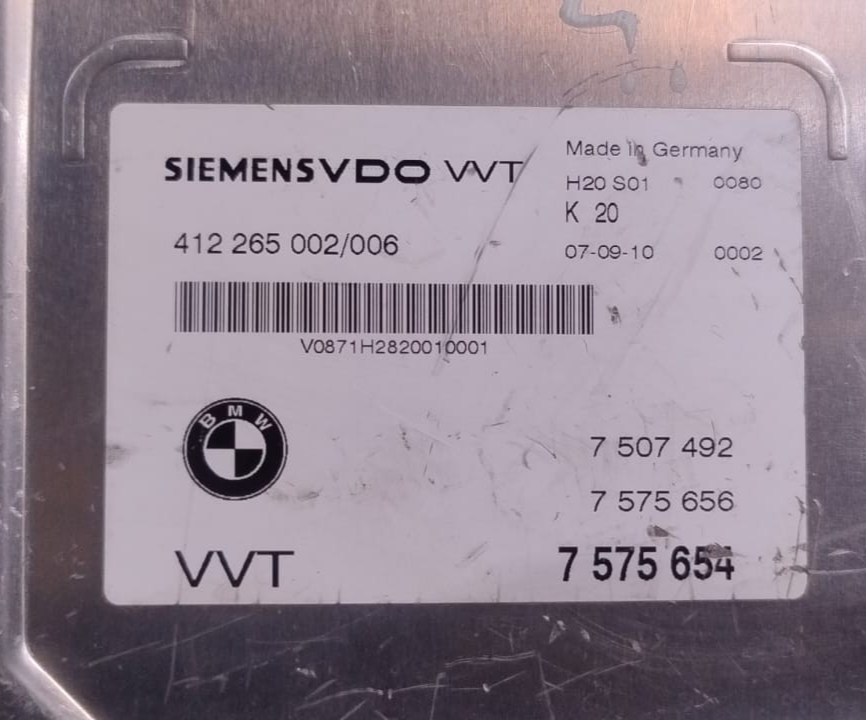 SIEMENSVDO VVT
Made in Germany
H20 S01 0080
K 20
412 265 002/006
07-09-10 0002
V0871H2820010001
BMW
7 507 492
7 575 656
VVT
7 575 654